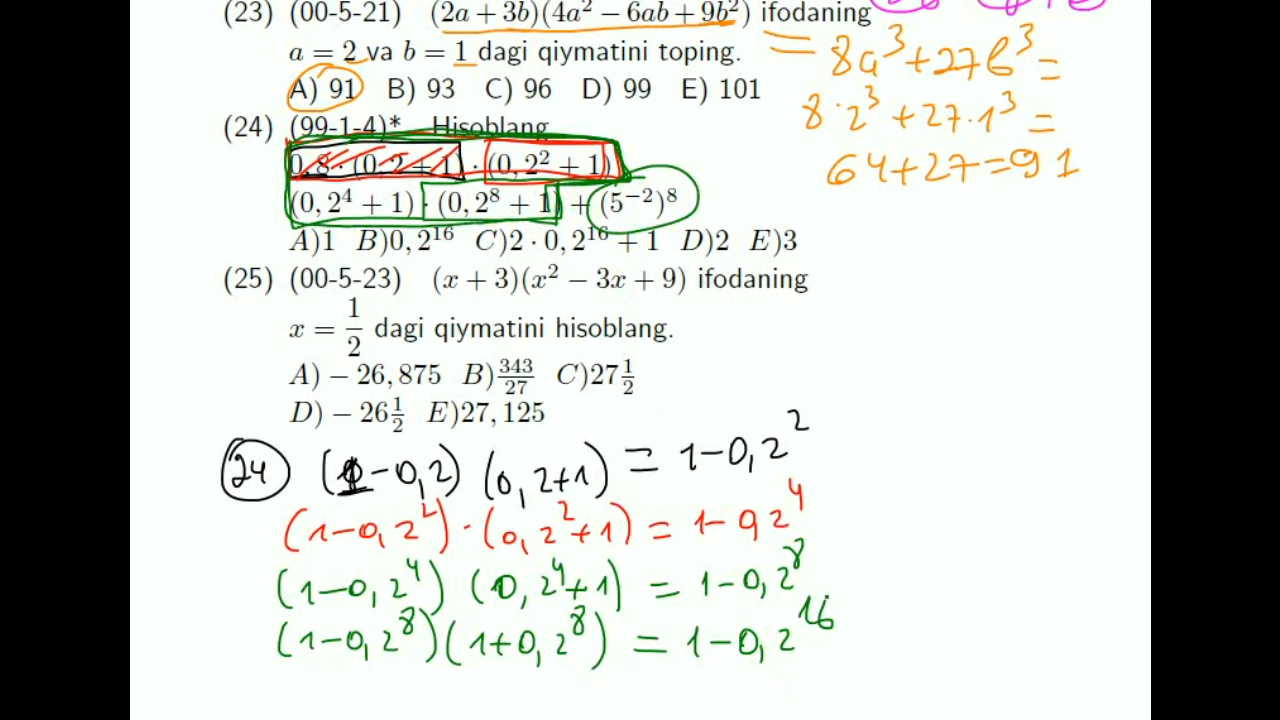 (23) (00-5-21) (2a + 3b)(4a² − 6ab + 9b²) ifodaning
a = 2 va b = 1 dagi qiymatini toping.
A) 91 B) 93 C) 96 D) 99 E) 101
= 8a³+27b³=
8·2³+27·1³=
64+27=91
(24) (99-1-4)* Hisoblang
0,8 · (0,2 + 1) · (0,2² + 1)
(0,2⁴ + 1) · (0,2⁸ + 1) + (5⁻²)⁸
A)1 B)0,2¹⁶ C)2 · 0,2¹⁶ + 1 D)2 E)3
(25) (00-5-23) (x + 3)(x² − 3x + 9) ifodaning
x = 1/2 dagi qiymatini hisoblang.
A) − 26,875 B) 343/27 C)27 1/2
D) − 26 1/2 E)27,125
24 (1-0,2) (0,2+1) = 1-0,2²
(1-0,2²)·(0,2²+1) = 1-0,2⁴
(1-0,2⁴) (0,2⁴+1) = 1-0,2⁸
(1-0,2⁸)(1+0,2⁸) = 1-0,2¹⁶